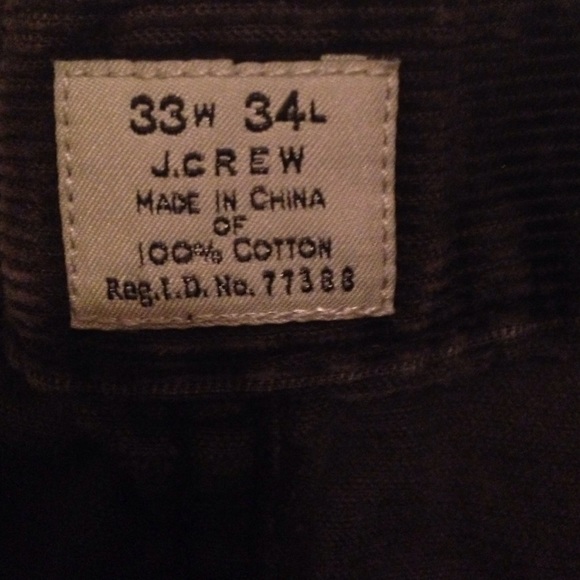 33W 34L
J.CREW
MADE IN CHINA
OF
100% COTTON
Reg.I.D. No. 77388